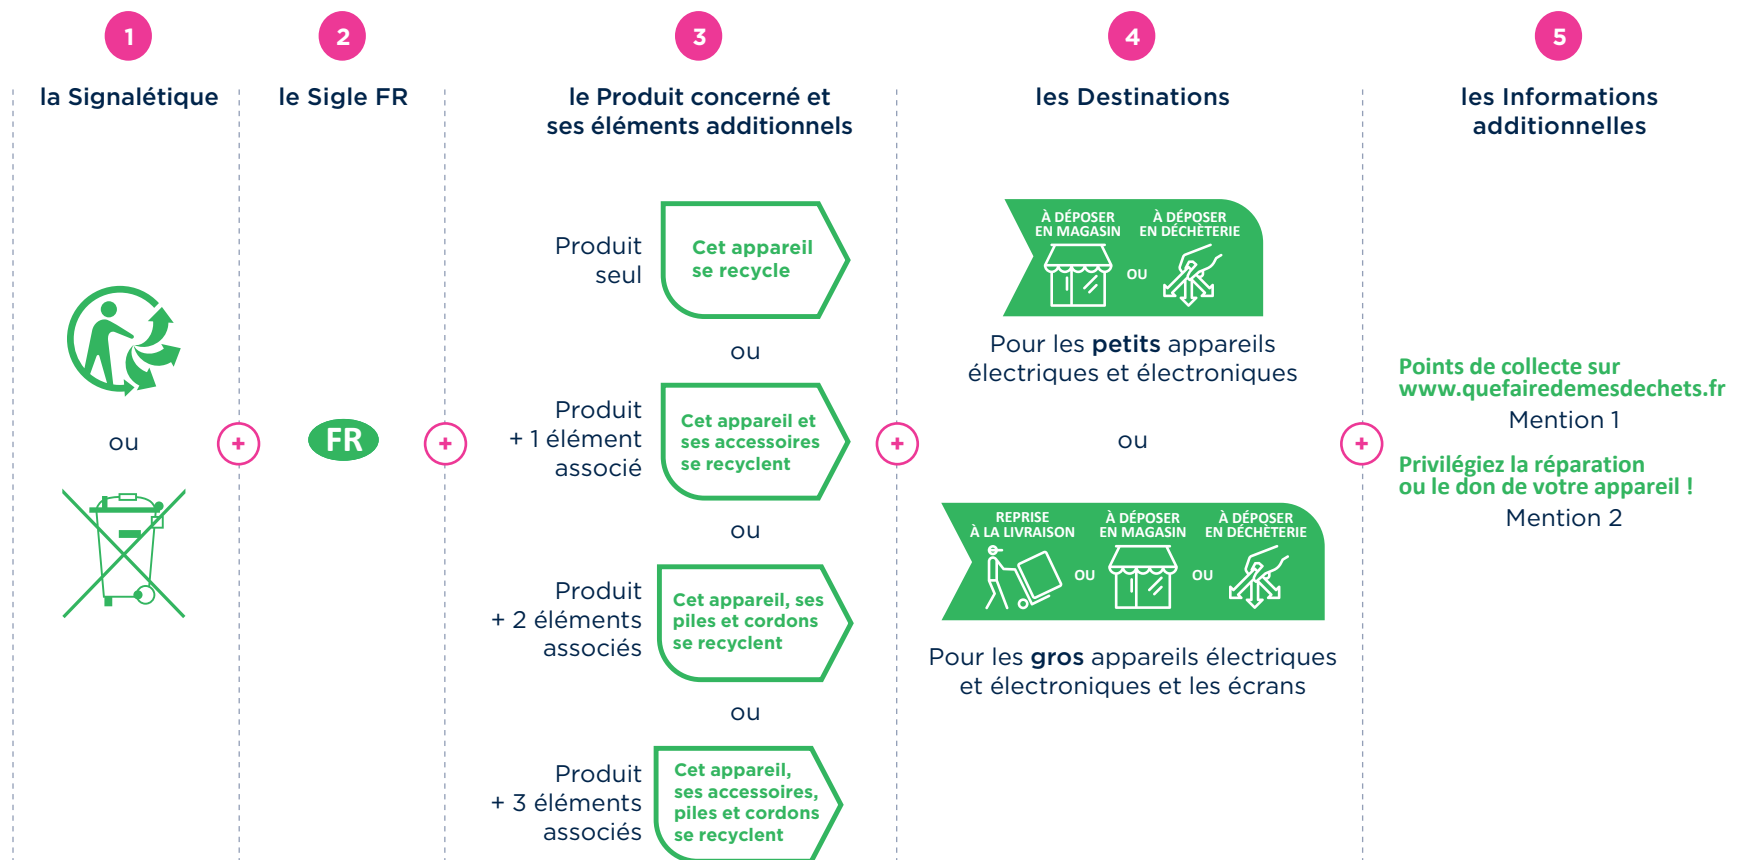 1
la Signalétique
ou
2
le Sigle FR
FR
3
le Produit concerné et
ses éléments additionnels
Produit
seul
Cet appareil
se recycle
ou
Produit
+ 1 élément
associé
Cet appareil et
ses accessoires
se recyclent
ou
Produit
+ 2 éléments
associés
Cet appareil, ses
piles et cordons
se recyclent
ou
Produit
+ 3 éléments
associés
Cet appareil,
ses accessoires,
piles et cordons
se recyclent
4
les Destinations
À DÉPOSER
EN MAGASIN
OU
À DÉPOSER
EN DÉCHÈTERIE
Pour les petits appareils
électriques et électroniques
ou
REPRISE
À LA LIVRAISON
OU
À DÉPOSER
EN MAGASIN
OU
À DÉPOSER
EN DÉCHÈTERIE
Pour les gros appareils électriques
et électroniques et les écrans
5
les Informations
additionnelles
Points de collecte sur
www.quefairedemesdechets.fr
Mention 1
Privilégiez la réparation
ou le don de votre appareil !
Mention 2
+
+
+
+